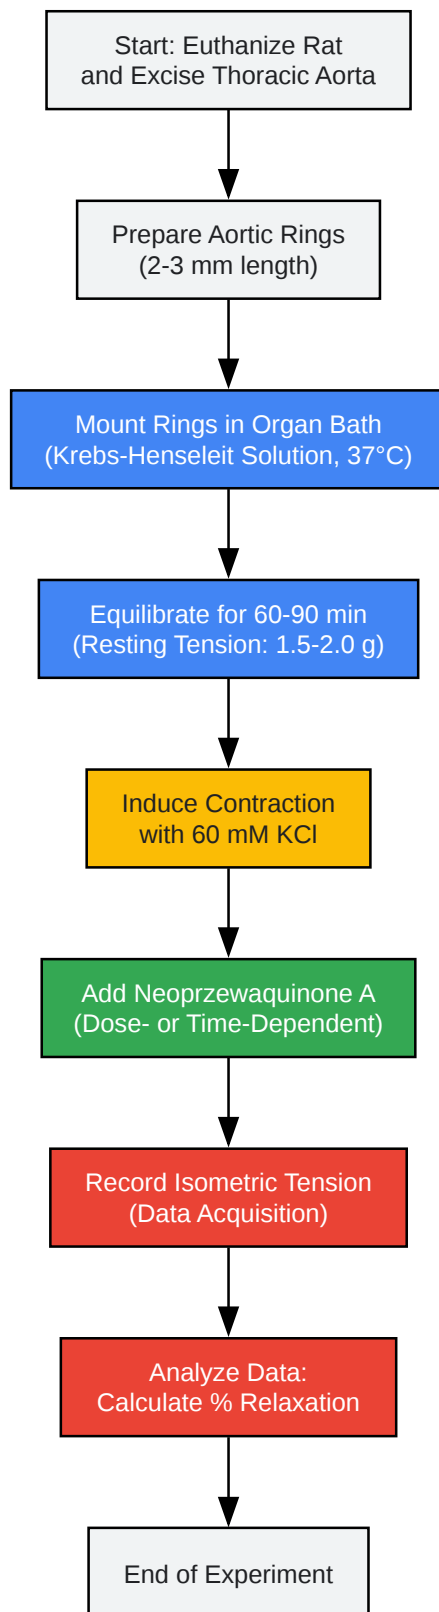 Start: Euthanize Rat
and Excise Thoracic Aorta
Prepare Aortic Rings
(2-3 mm length)
Mount Rings in Organ Bath
(Krebs-Henseleit Solution, 37°C)
Equilibrate for 60-90 min
(Resting Tension: 1.5-2.0 g)
Induce Contraction
with 60 mM KCl
Add Neoprzewaquinone A
(Dose- or Time-Dependent)
Record Isometric Tension
(Data Acquisition)
Analyze Data:
Calculate % Relaxation
End of Experiment